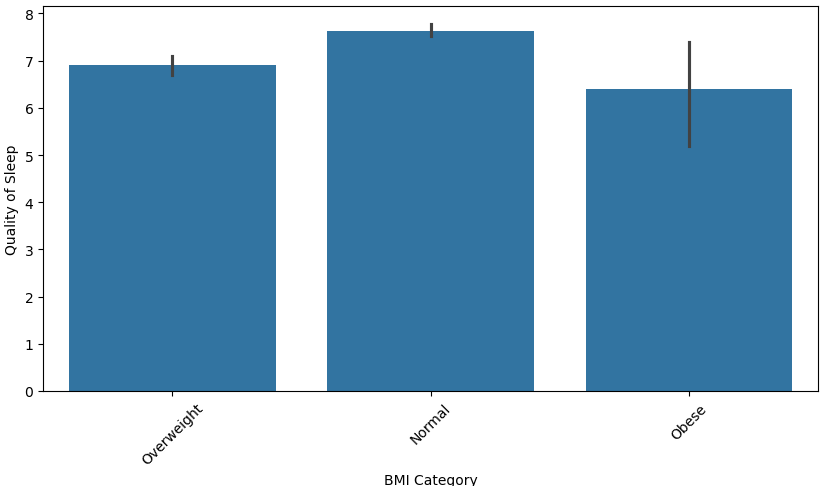 8
7
6
5
4
3
2
1
0
Quality of Sleep
Overweight
Normal
Obese
BMI Category